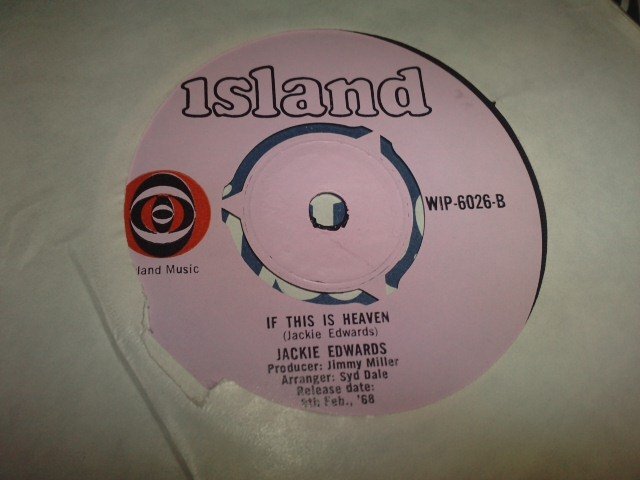 island
WIP-6026-B
land Music
IF THIS IS HEAVEN
(Jackie Edwards)
JACKIE EDWARDS
Producer: Jimmy Miller
Arranger: Syd Dale
Release date:
Feb., '68